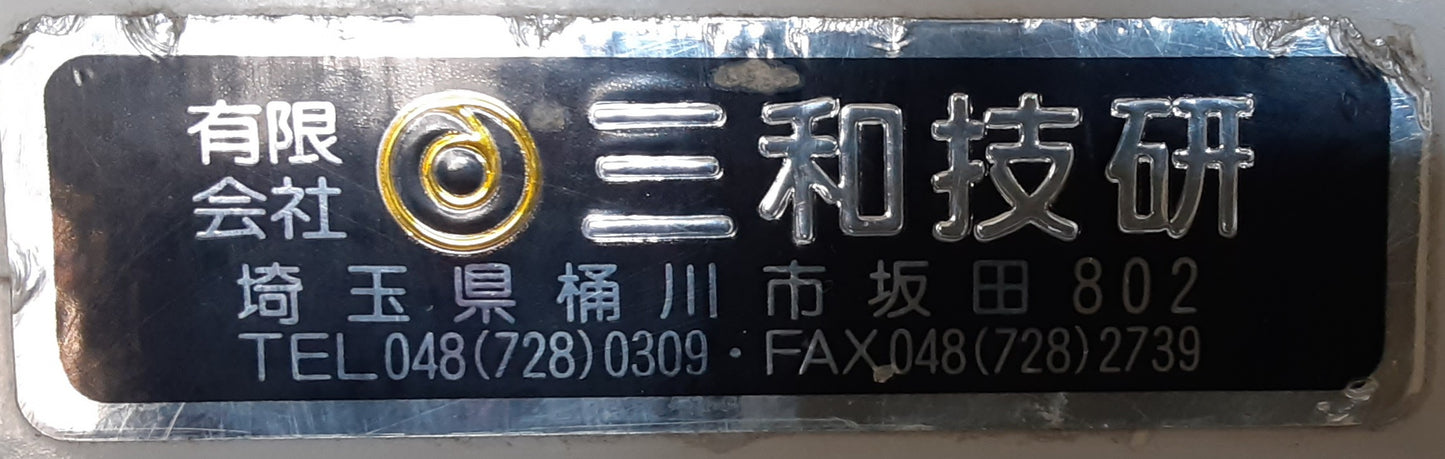 有限会社 三和技研
埼玉県桶川市坂田802
TEL048(728)0309・FAX048(728)2739